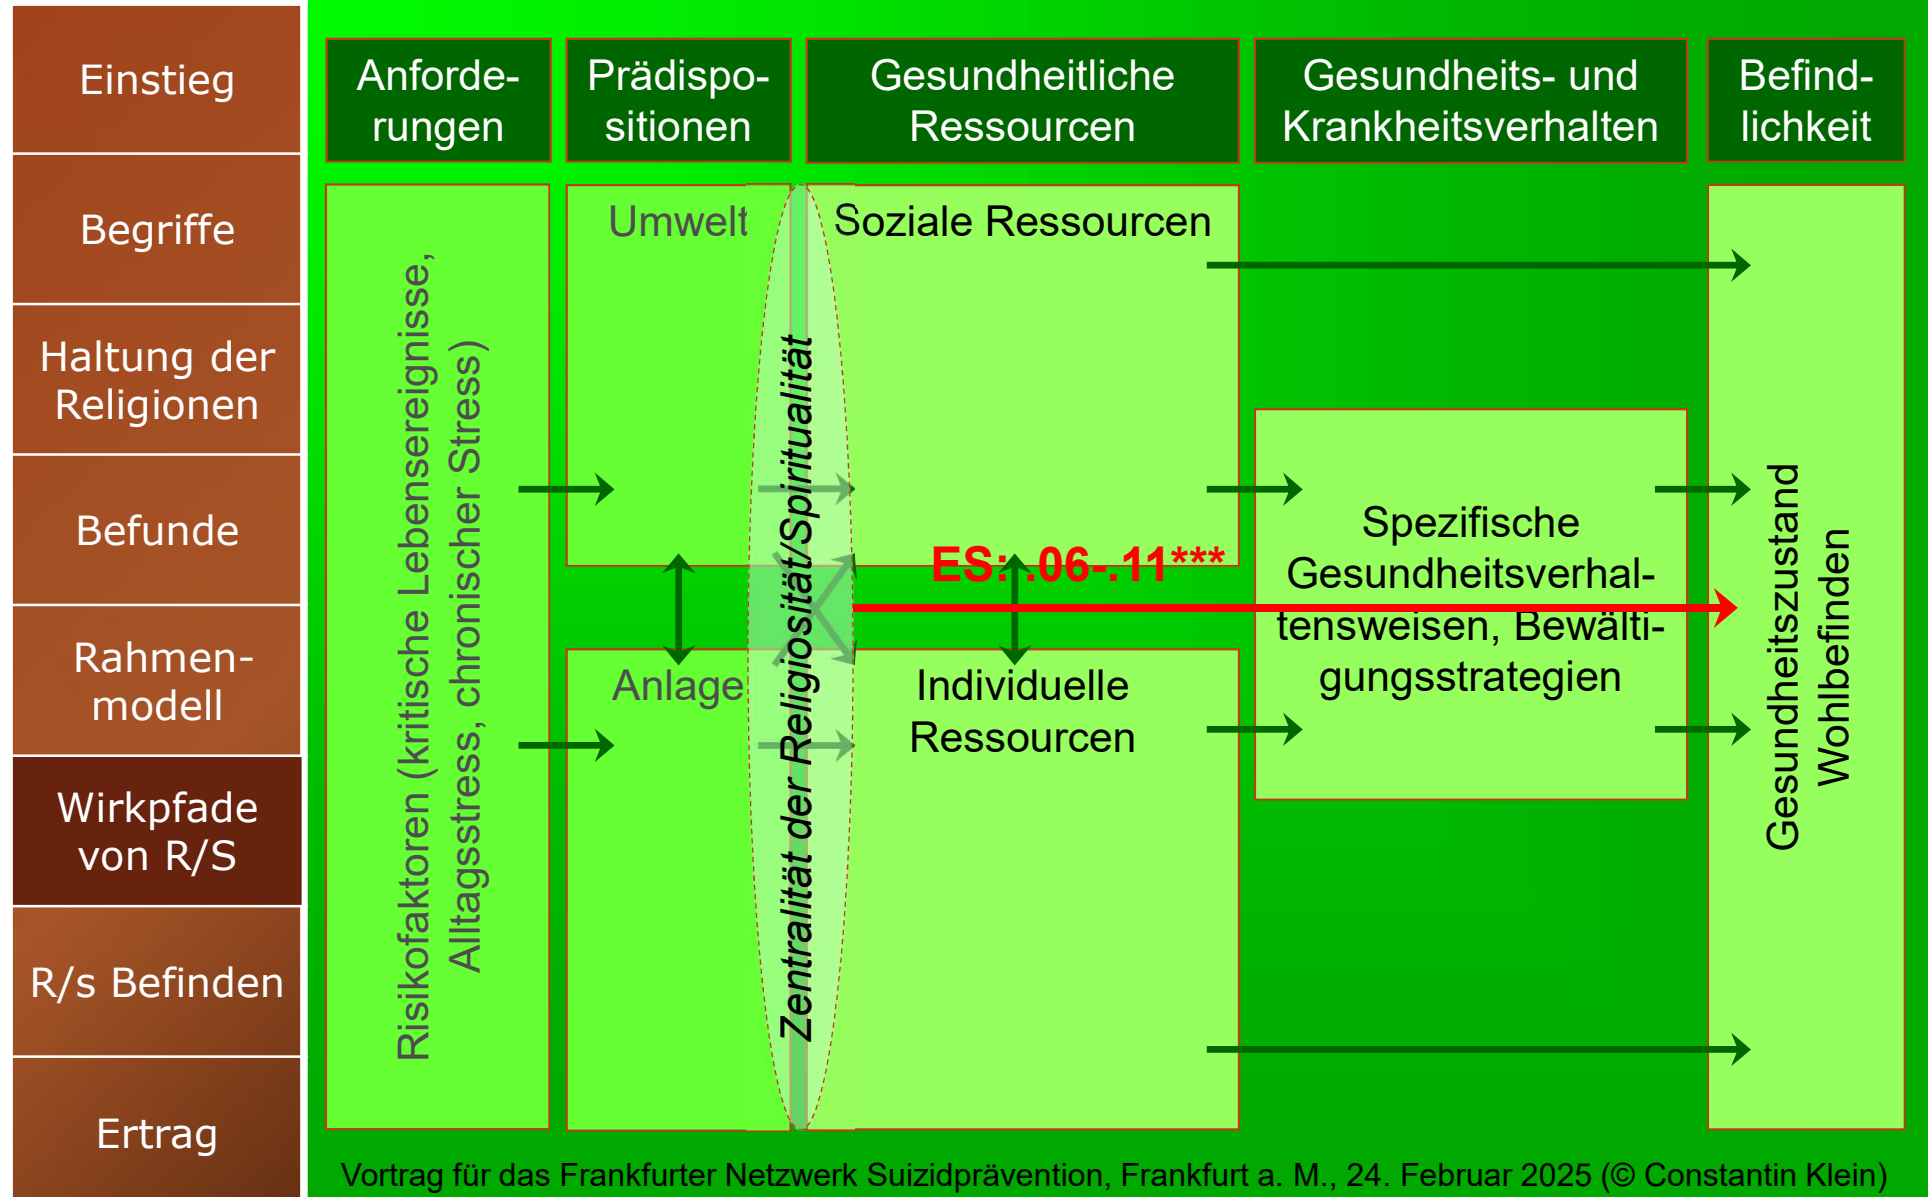 Einstieg
Begriffe
Haltung der
Religionen
Befunde
Rahmen-
modell
Wirkpfade
von R/S
R/s Befinden
Ertrag
Anforde-
rungen
Prädispo-
sitionen
Gesundheitliche
Ressourcen
Gesundheits- und
Krankheitsverhalten
Befind-
lichkeit
Risikofaktoren (kritische Lebensereignisse,
Alltagsstress, chronischer Stress)
Umwelt
Anlage
Zentralität der Religiosität/Spiritualität
Soziale Ressourcen
ES: .06-.11***
Individuelle
Ressourcen
Spezifische
Gesundheitsverhal-
tensweisen, Bewälti-
gungsstrategien
Gesundheitszustand
Wohlbefinden
Vortrag für das Frankfurter Netzwerk Suizidprävention, Frankfurt a. M., 24. Februar 2025 (© Constantin Klein)